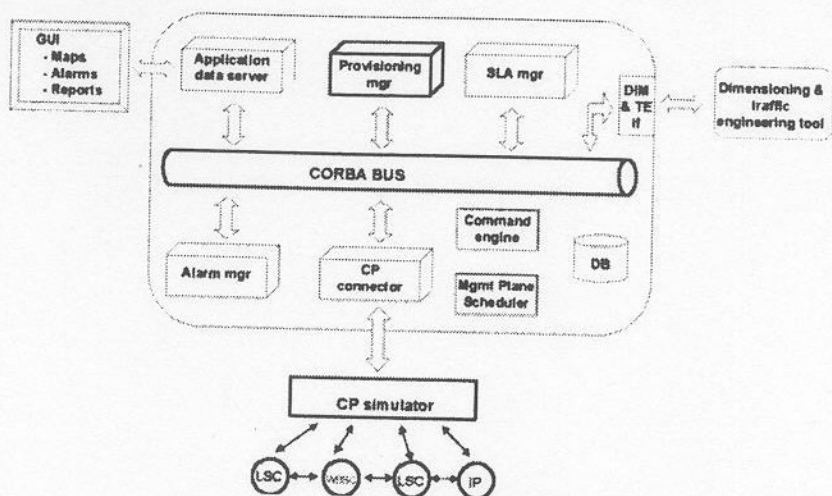 GUI
- Maps
- Alarms
- Reports
Application
data server
Provisioning
mgr
SLA mgr
DIM
& TE
if
Dimensioning &
traffic
engineering tool
CORBA BUS
Alarm mgr
CP
connector
Command
engine
Mgmt Plane
Scheduler
DB
CP simulator
LSC
LSC
IP